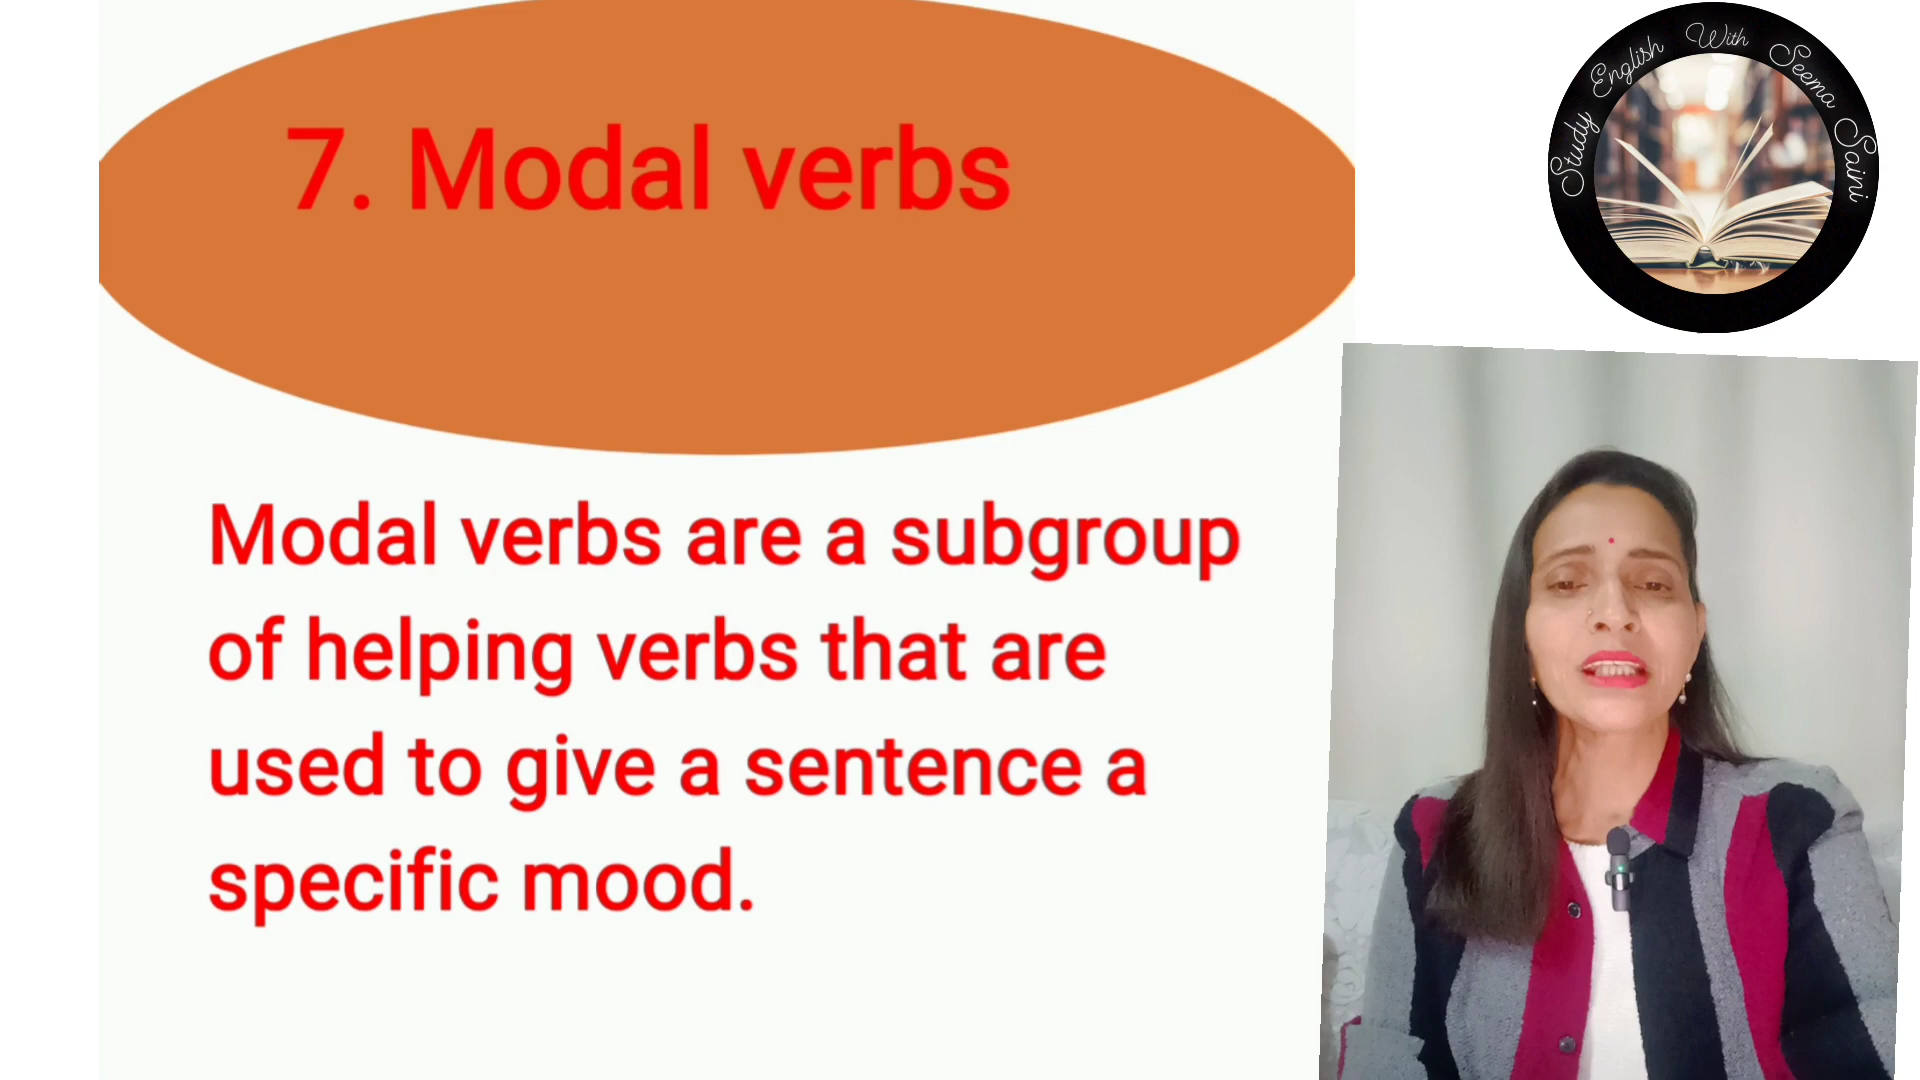 7. Modal verbs
Modal verbs are a subgroup
of helping verbs that are
used to give a sentence a
specific mood.
Study English With Seema Saini